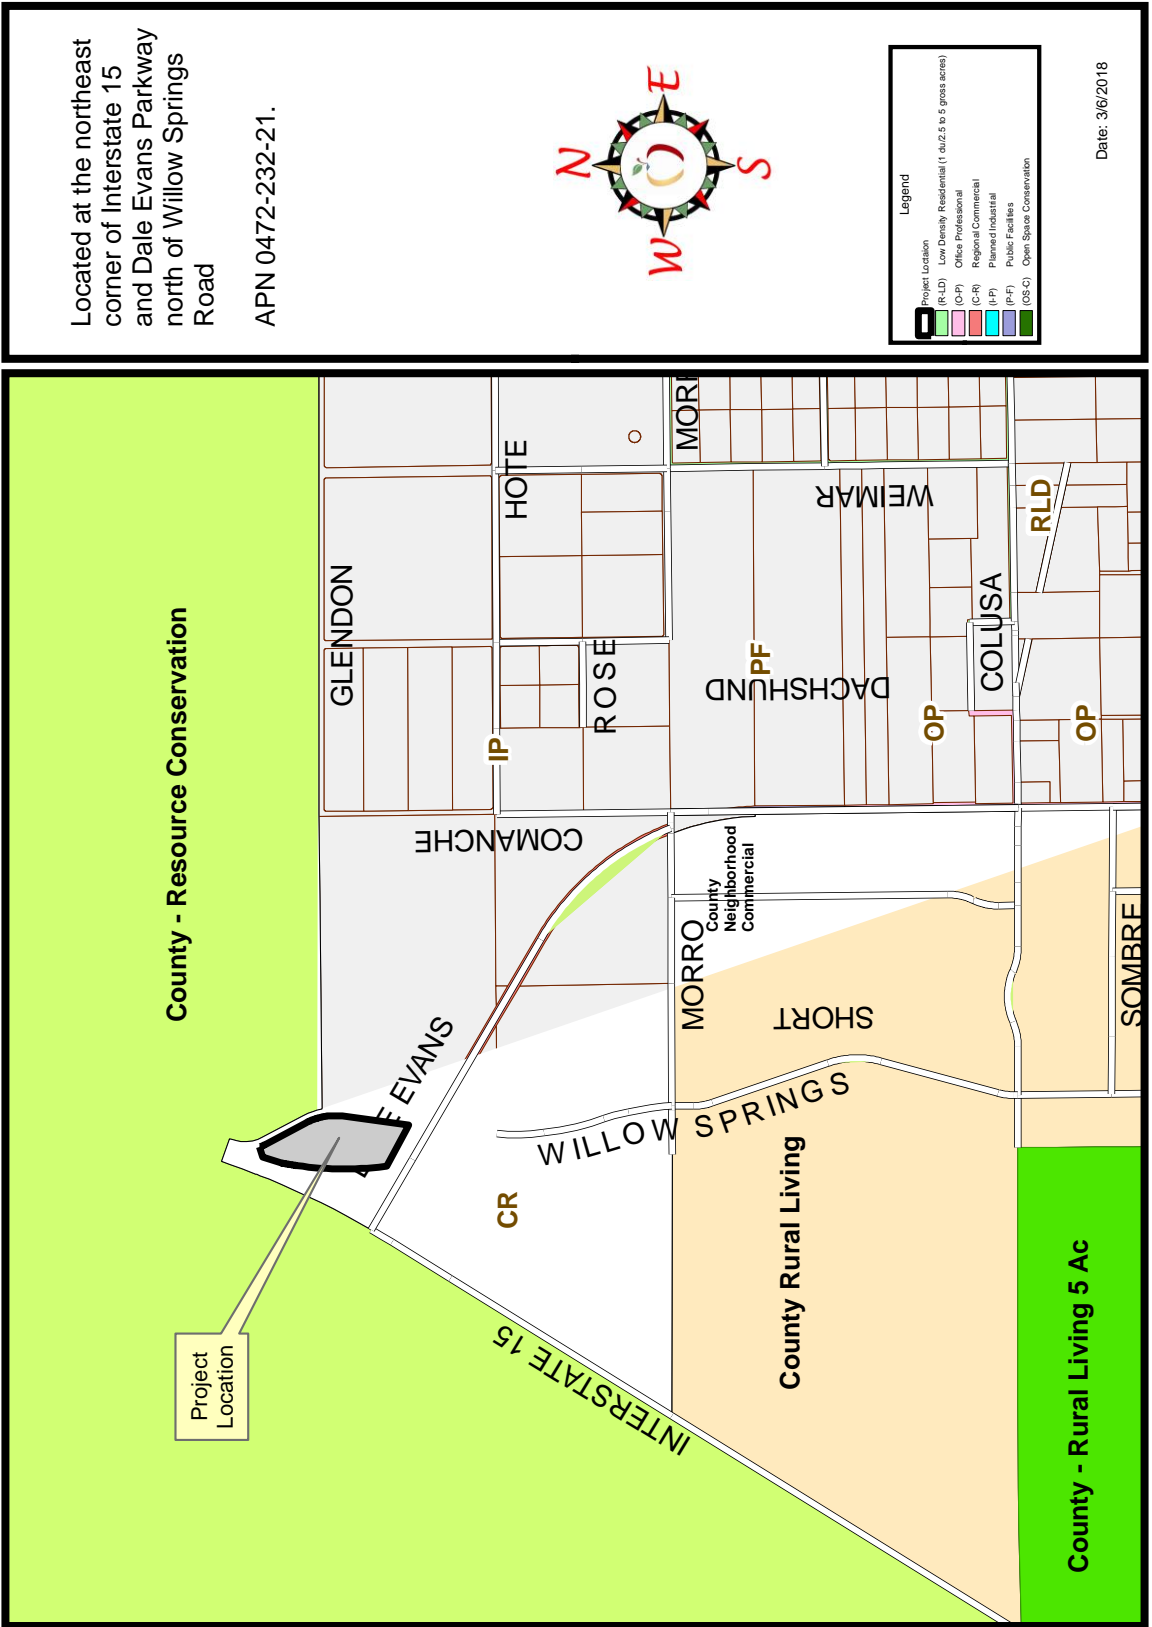 Located at the northeast
corner of Interstate 15
and Dale Evans Parkway
north of Willow Springs
Road
APN 0472-232-21.
N
E
S
W
Legend
Project Loctaion
(R-LD) Low Density Residential (1 du/2.5 to 5 gross acres)
(O-P) Office Professional
(C-R) Regional Commercial
(I-P) Planned Industrial
(P-F) Public Facilities
(OS-C) Open Space Conservation
Date: 3/6/2018
County - Resource Conservation
GLENDON
HOTE
MORR
WEIMAR
RLD
ROSE
PF
DACHSHUND
COLUSA
IP
OP
OP
COMANCHE
County
Neighborhood
Commercial
MORRO
SHORT
SOMBRE
EVANS
WILLOW SPRINGS
CR
County Rural Living
Project
Location
INTERSTATE 15
County - Rural Living 5 Ac